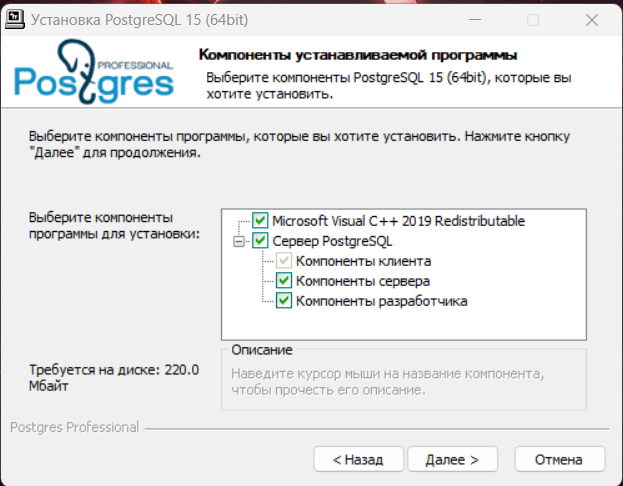 Установка PostgreSQL 15 (64bit)
PROFESSIONAL
Postgres
Компоненты устанавливаемой программы
Выберите компоненты PostgreSQL 15 (64bit), которые вы
хотите установить.
Выберите компоненты программы, которые вы хотите установить. Нажмите кнопку
"Далее" для продолжения.
Выберите компоненты
программы для установки:
Microsoft Visual C++ 2019 Redistributable
Сервер PostgreSQL
Компоненты клиента
Компоненты сервера
Компоненты разработчика
Требуется на диске: 220.0
Мбайт
Описание
Наведите курсор мыши на название компонента,
чтобы прочесть его описание.
Postgres Professional
< Назад
Далее >
Отмена